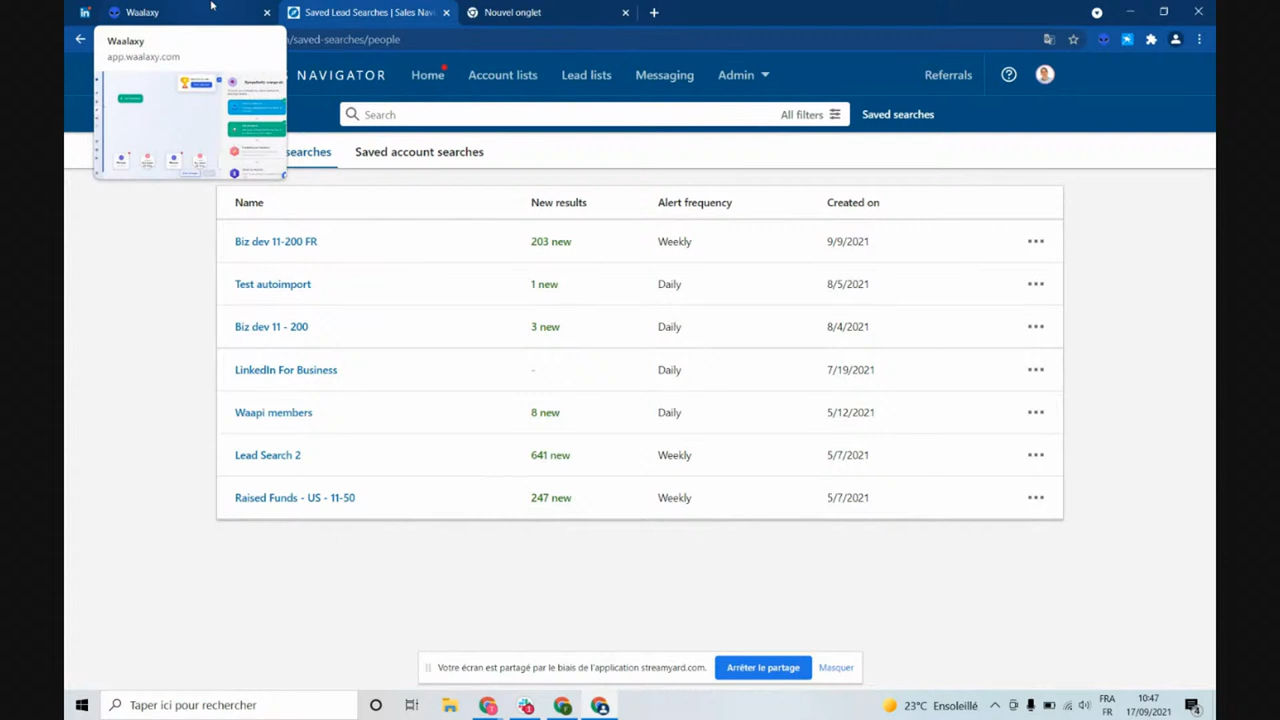 Waalaxy
Saved Lead Searches | Sales Navi
Nouvel onglet
Waalaxy
app.waalaxy.com
/saved-searches/people
NAVIGATOR
Home
Account lists
Lead lists
Messaging
Admin
Referrals
Search
All filters
Saved searches
searches
Saved account searches
Name New results Alert frequency Created on
Biz dev 11-200 FR 203 new Weekly 9/9/2021
Test autoimport 1 new Daily 8/5/2021
Biz dev 11 - 200 3 new Daily 8/4/2021
LinkedIn For Business - Daily 7/19/2021
Waapi members 8 new Daily 5/12/2021
Lead Search 2 641 new Weekly 5/7/2021
Raised Funds - US - 11-50 247 new Weekly 5/7/2021
Votre écran est partagé par le biais de l'application streamyard.com.
Arrêter le partage
Masquer
Taper ici pour rechercher
23°C Ensoleillé
FRA
FR
10:47
17/09/2021
4